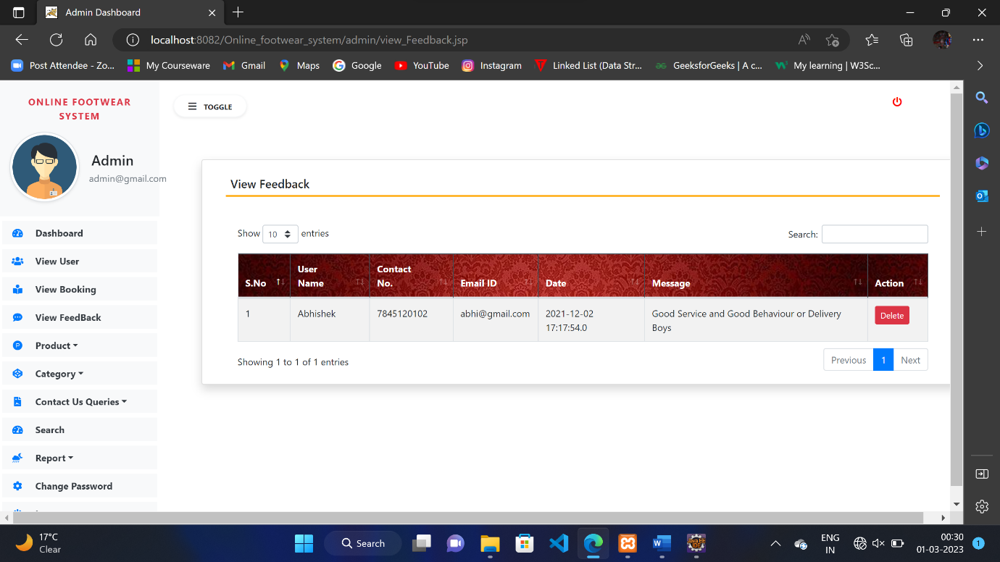 Admin Dashboard
localhost:8082/Online_footwear_system/admin/view_Feedback.jsp
Post Attendee - Zo... My Courseware Gmail Maps Google YouTube Instagram Linked List (Data Str... GeeksforGeeks | A c... My learning | W3Sc...
ONLINE FOOTWEAR
SYSTEM
TOGGLE
Admin
admin@gmail.com
Dashboard
View User
View Booking
View FeedBack
Product
Category
Contact Us Queries
Search
Report
Change Password
View Feedback
Show 10 entries
Search:
S.No User Name Contact No. Email ID Date Message Action
1 Abhishek 7845120102 abhi@gmail.com 2021-12-02 17:17:54.0 Good Service and Good Behaviour or Delivery Boys Delete
Showing 1 to 1 of 1 entries
Previous 1 Next
17°C
Clear
Search
ENG
IN
00:30
01-03-2023
1